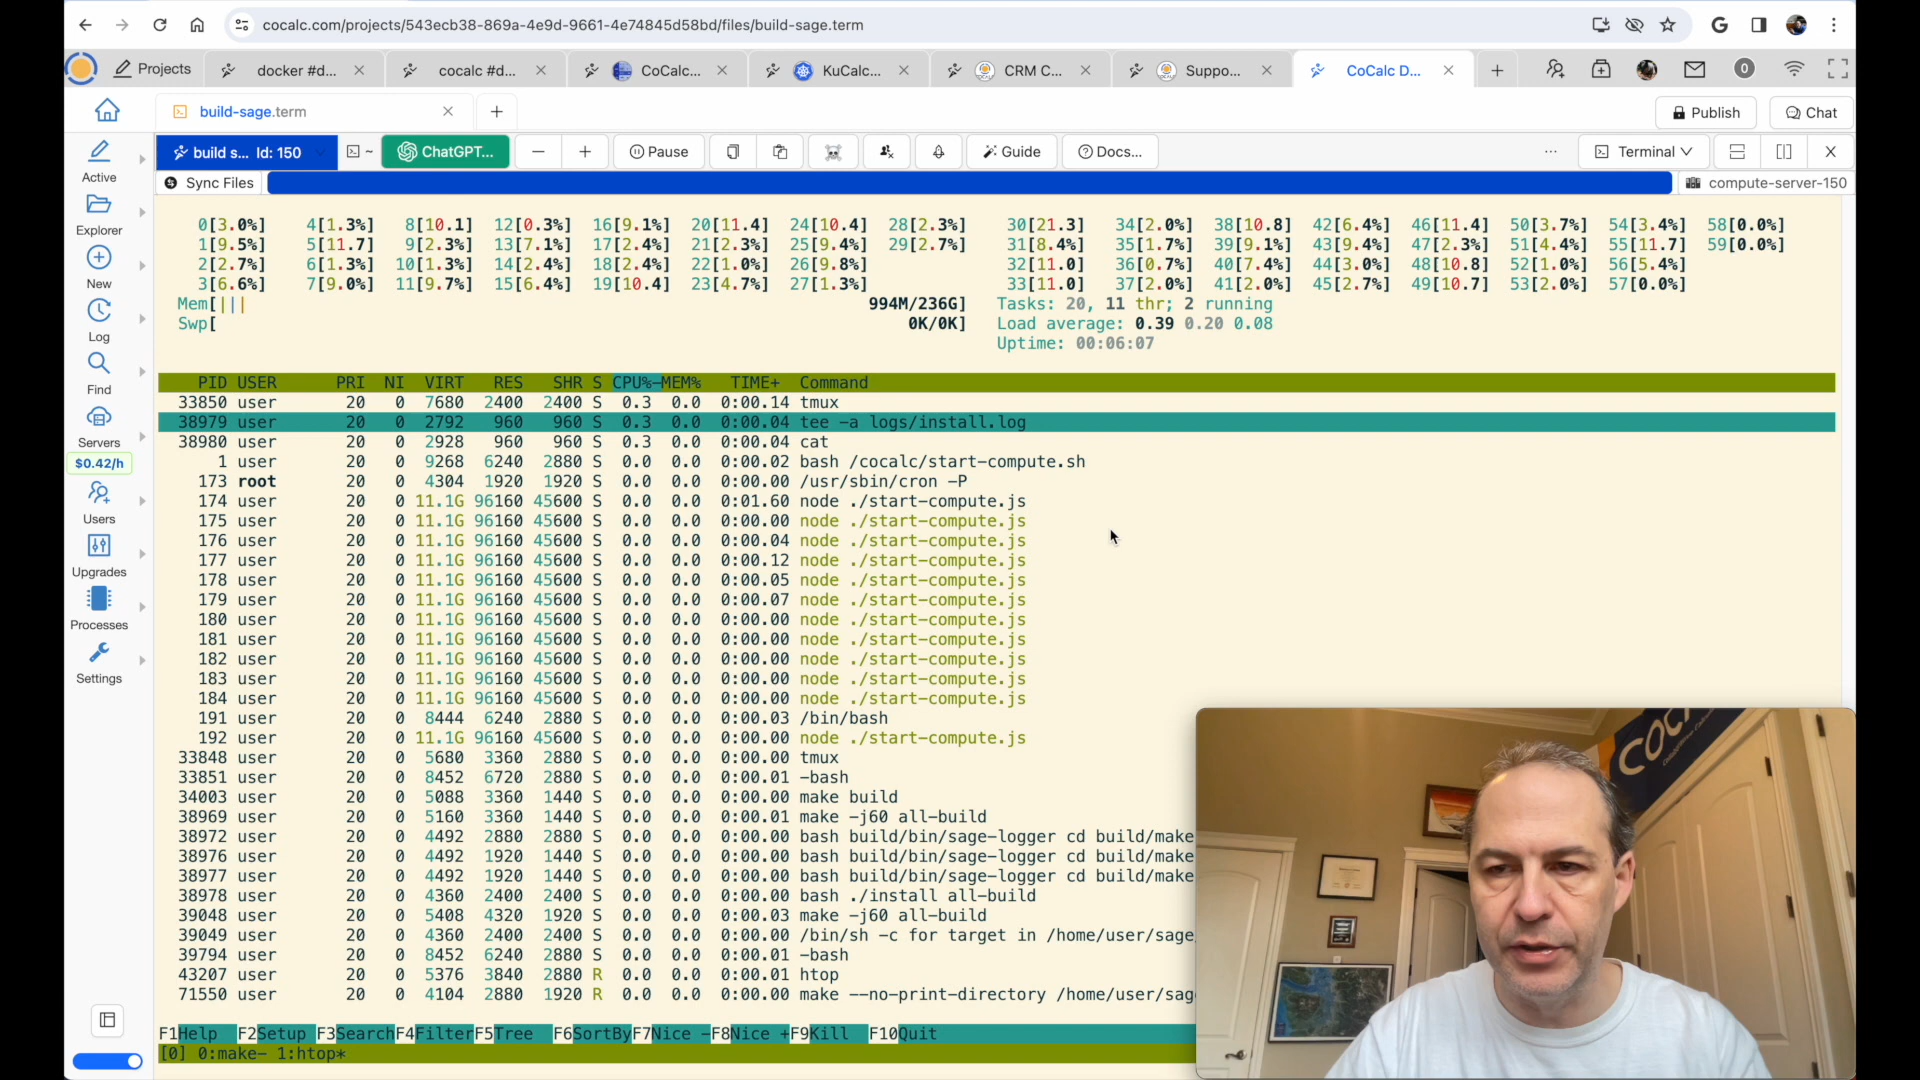 cocalc.com/projects/543ecb38-869a-4e9d-9661-4e74845d58bd/files/build-sage.term
Projects docker #d... cocalc #d... CoCalc... KuCalc... CRM C... Suppo... CoCalc D... 0
build-sage.term Publish Chat
build s... Id: 150 ~ ChatGPT... Pause Guide Docs... ... Terminal
Sync Files compute-server-150
Active
Explorer
New
Log
Find
Servers
$0.42/h
Users
Upgrades
Processes
Settings
0[3.0%] 4[1.3%] 8[10.1] 12[0.3%] 16[9.1%] 20[11.4] 24[10.4] 28[2.3%] 30[21.3] 34[2.0%] 38[10.8] 42[6.4%] 46[11.4] 50[3.7%] 54[3.4%] 58[0.0%]
1[9.5%] 5[11.7] 9[2.3%] 13[7.1%] 17[2.4%] 21[2.3%] 25[9.4%] 29[2.7%] 31[8.4%] 35[1.7%] 39[9.1%] 43[9.4%] 47[2.3%] 51[4.4%] 55[11.7] 59[0.0%]
2[2.7%] 6[1.3%] 10[1.3%] 14[2.4%] 18[2.4%] 22[1.0%] 26[9.8%] 32[11.0] 36[0.7%] 40[7.4%] 44[3.0%] 48[10.8] 52[1.0%] 56[5.4%]
3[6.6%] 7[9.0%] 11[9.7%] 15[6.4%] 19[10.4] 23[4.7%] 27[1.3%] 33[11.0] 37[2.0%] 41[2.0%] 45[2.7%] 49[10.7] 53[2.0%] 57[0.0%]
Mem[||| 994M/236G] Tasks: 20, 11 thr; 2 running
Swp[ 0K/0K] Load average: 0.39 0.20 0.08
Uptime: 00:06:07
PID USER PRI NI VIRT RES SHR S CPU%-MEM% TIME+ Command
33850 user 20 0 7680 2400 2400 S 0.3 0.0 0:00.14 tmux
38979 user 20 0 2792 960 960 S 0.3 0.0 0:00.04 tee -a logs/install.log
38980 user 20 0 2928 960 960 S 0.3 0.0 0:00.04 cat
1 user 20 0 9268 6240 2880 S 0.0 0.0 0:00.02 bash /cocalc/start-compute.sh
173 root 20 0 4304 1920 1920 S 0.0 0.0 0:00.00 /usr/sbin/cron -P
174 user 20 0 11.1G 96160 45600 S 0.0 0.0 0:01.60 node ./start-compute.js
175 user 20 0 11.1G 96160 45600 S 0.0 0.0 0:00.00 node ./start-compute.js
176 user 20 0 11.1G 96160 45600 S 0.0 0.0 0:00.04 node ./start-compute.js
177 user 20 0 11.1G 96160 45600 S 0.0 0.0 0:00.12 node ./start-compute.js
178 user 20 0 11.1G 96160 45600 S 0.0 0.0 0:00.05 node ./start-compute.js
179 user 20 0 11.1G 96160 45600 S 0.0 0.0 0:00.07 node ./start-compute.js
180 user 20 0 11.1G 96160 45600 S 0.0 0.0 0:00.00 node ./start-compute.js
181 user 20 0 11.1G 96160 45600 S 0.0 0.0 0:00.00 node ./start-compute.js
182 user 20 0 11.1G 96160 45600 S 0.0 0.0 0:00.00 node ./start-compute.js
183 user 20 0 11.1G 96160 45600 S 0.0 0.0 0:00.00 node ./start-compute.js
184 user 20 0 11.1G 96160 45600 S 0.0 0.0 0:00.00 node ./start-compute.js
191 user 20 0 8444 6240 2880 S 0.0 0.0 0:00.03 /bin/bash
192 user 20 0 11.1G 96160 45600 S 0.0 0.0 0:00.00 node ./start-compute.js
33848 user 20 0 5680 3360 2880 S 0.0 0.0 0:00.00 tmux
33851 user 20 0 8452 6720 2880 S 0.0 0.0 0:00.01 -bash
34003 user 20 0 5088 3360 1440 S 0.0 0.0 0:00.00 make build
38969 user 20 0 5160 3360 1440 S 0.0 0.0 0:00.01 make -j60 all-build
38972 user 20 0 4492 2880 2880 S 0.0 0.0 0:00.00 bash build/bin/sage-logger cd build/make
38976 user 20 0 4492 1920 1440 S 0.0 0.0 0:00.00 bash build/bin/sage-logger cd build/make
38977 user 20 0 4492 1920 1440 S 0.0 0.0 0:00.00 bash build/bin/sage-logger cd build/make
38978 user 20 0 4360 2400 2400 S 0.0 0.0 0:00.00 bash ./install all-build
39048 user 20 0 5408 4320 1920 S 0.0 0.0 0:00.03 make -j60 all-build
39049 user 20 0 4360 2400 2400 S 0.0 0.0 0:00.00 /bin/sh -c for target in /home/user/sage
39794 user 20 0 8452 6240 2880 S 0.0 0.0 0:00.01 -bash
43207 user 20 0 5376 3840 2880 R 0.0 0.0 0:00.01 htop
71550 user 20 0 4104 2880 1920 R 0.0 0.0 0:00.00 make --no-print-directory /home/user/sag
F1Help F2Setup F3SearchF4FilterF5Tree F6SortByF7Nice -F8Nice +F9Kill F10Quit
[0] 0:make- 1:htop*